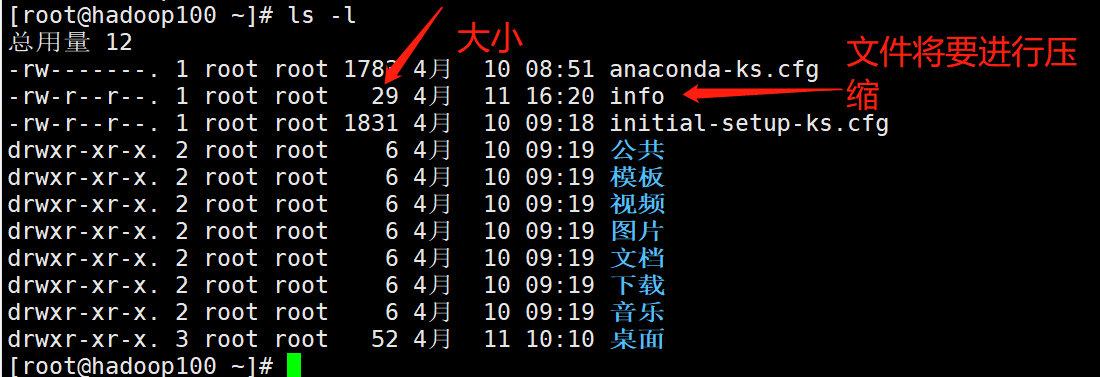 [root@hadoop100 ~]# ls -l
大小
总用量 12
文件将要进行压
缩
-rw-------. 1 root root 1783 4月  10 08:51 anaconda-ks.cfg
-rw-r--r--. 1 root root   29 4月  11 16:20 info
-rw-r--r--. 1 root root 1831 4月  10 09:18 initial-setup-ks.cfg
drwxr-xr-x. 2 root root    6 4月  10 09:19 公共
drwxr-xr-x. 2 root root    6 4月  10 09:19 模板
drwxr-xr-x. 2 root root    6 4月  10 09:19 视频
drwxr-xr-x. 2 root root    6 4月  10 09:19 图片
drwxr-xr-x. 2 root root    6 4月  10 09:19 文档
drwxr-xr-x. 2 root root    6 4月  10 09:19 下载
drwxr-xr-x. 2 root root    6 4月  10 09:19 音乐
drwxr-xr-x. 3 root root   52 4月  11 10:10 桌面
[root@hadoop100 ~]#